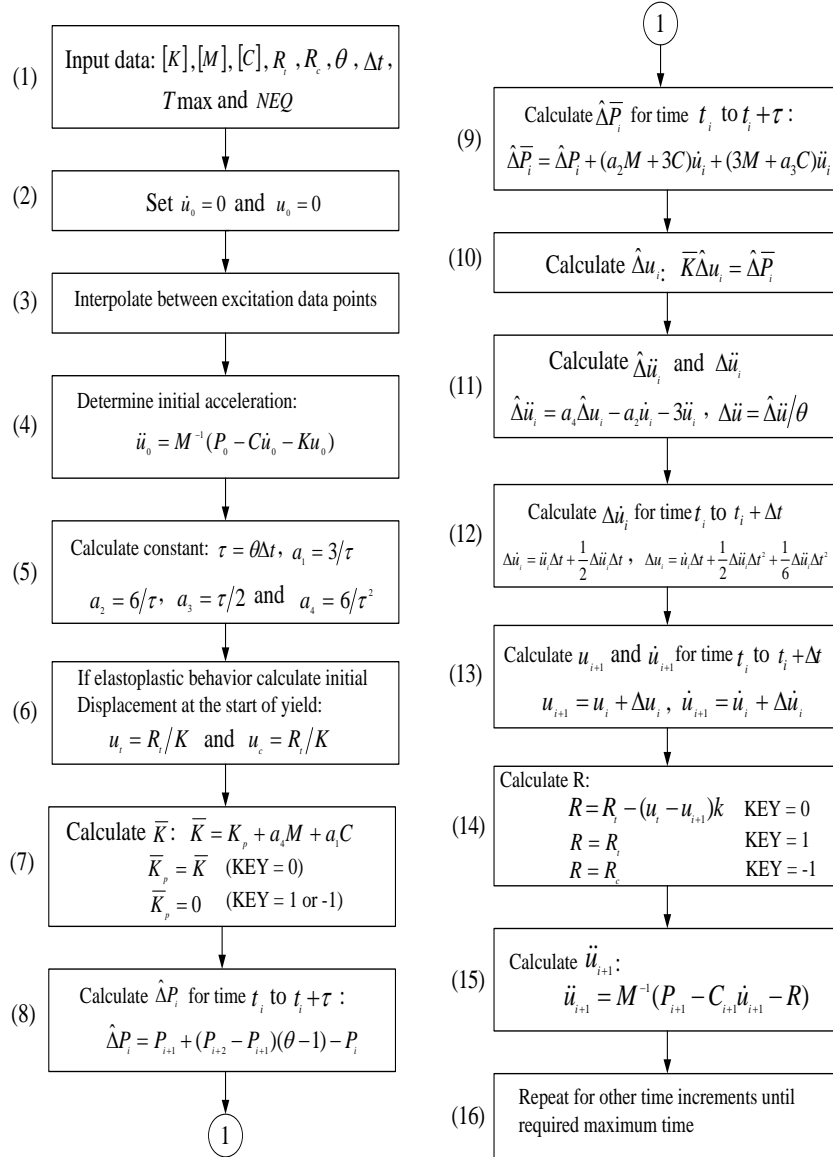 (1)
Input data: [K],[M],[C], R_t , R_c , θ , Δt ,
Tmax and NEQ
(2)
Set u̇_0 = 0 and u_0 = 0
(3)
Interpolate between excitation data points
(4)
Determine initial acceleration:
ü_0 = M^{-1}(P_0 − Cu̇_0 − Ku_0)
(5)
Calculate constant: τ = θΔt, a_1 = 3/τ
a_2 = 6/τ, a_3 = τ/2 and a_4 = 6/τ^2
(6)
If elastoplastic behavior calculate initial
Displacement at the start of yield:
u_t = R_t/K and u_c = R_t/K
(7)
Calculate K̅: K̅ = K_p + a_4M + a_1C
K̅_p = K̅ (KEY = 0)
K̅_p = 0 (KEY = 1 or -1)
(8)
Calculate Δ̂P_i for time t_i to t_i + τ :
Δ̂P_i = P_{i+1} + (P_{i+2} − P_{i+1})(θ − 1) − P_i
1
1
(9)
Calculate Δ̂P̅_i for time t_i to t_i + τ :
Δ̂P̅_i = Δ̂P_i + (a_2M + 3C)u̇_i + (3M + a_3C)ü_i
(10)
Calculate Δ̂u_i: K̅Δ̂u_i = Δ̂P̅_i
(11)
Calculate Δ̂ü_i and Δü_i
Δ̂ü_i = a_4Δ̂u_i − a_2u̇_i − 3ü_i , Δü = Δ̂ü/θ
(12)
Calculate Δu̇_i for time t_i to t_i + Δt
Δu̇_i = ü_iΔt + 1/2 Δü_iΔt , Δu_i = u̇_iΔt + 1/2 Δü_iΔt^2 + 1/6 Δü_iΔt^2
(13)
Calculate u_{i+1} and u̇_{i+1} for time t_i to t_i + Δt
u_{i+1} = u_i + Δu_i , u̇_{i+1} = u̇_i + Δu̇_i
(14)
Calculate R:
R = R_t − (u_t − u_{i+1})k KEY = 0
R = R_t KEY = 1
R = R_c KEY = -1
(15)
Calculate ü_{i+1}:
ü_{i+1} = M^{-1}(P_{i+1} − C_{i+1}u̇_{i+1} − R)
(16)
Repeat for other time increments until
required maximum time